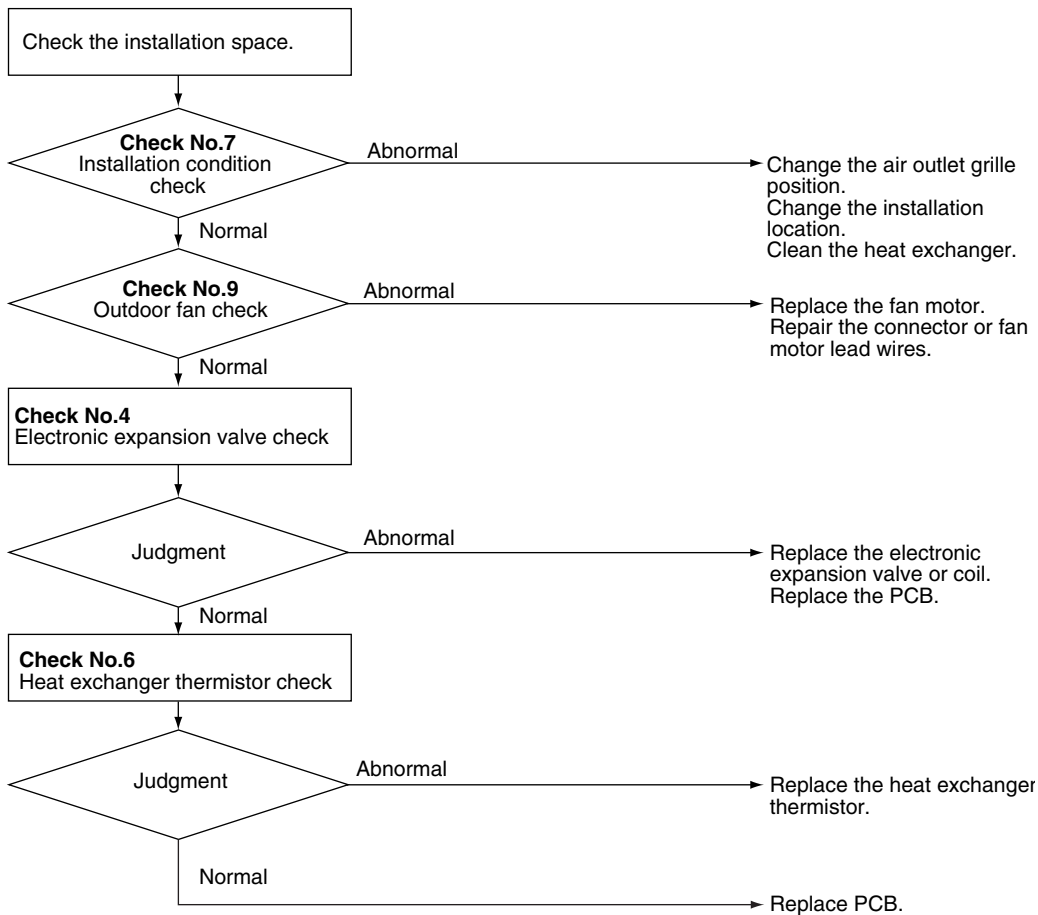 Check the installation space.
Check No.7
Installation condition
check
Abnormal
Change the air outlet grille
position.
Change the installation
location.
Clean the heat exchanger.
Normal
Check No.9
Outdoor fan check
Abnormal
Replace the fan motor.
Repair the connector or fan
motor lead wires.
Normal
Check No.4
Electronic expansion valve check
Judgment
Abnormal
Replace the electronic
expansion valve or coil.
Replace the PCB.
Normal
Check No.6
Heat exchanger thermistor check
Judgment
Abnormal
Replace the heat exchanger
thermistor.
Normal
Replace PCB.